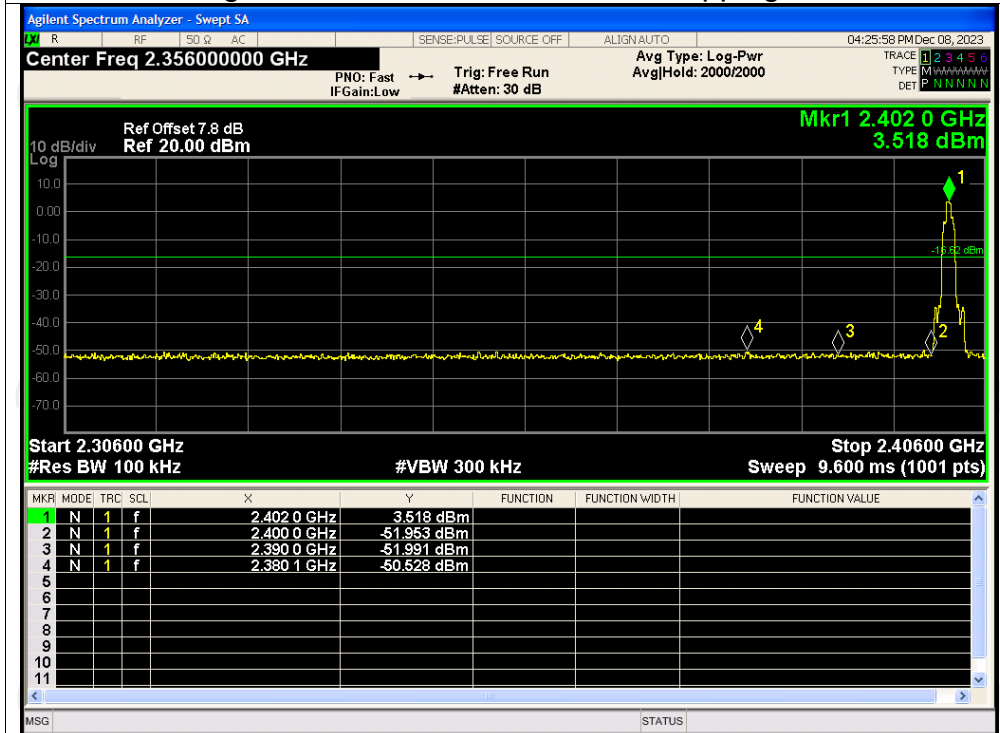 Agilent Spectrum Analyzer - Swept SA
LXI R RF 50 Ω AC SENSE:PULSE SOURCE OFF ALIGN AUTO 04:25:58 PM Dec 08, 2023
Center Freq 2.356000000 GHz
PNO: Fast
IFGain:Low
Trig: Free Run
#Atten: 30 dB
Avg Type: Log-Pwr
Avg|Hold: 2000/2000
TRACE 1 2 3 4 5 6
TYPE M
DET P N N N N N
Mkr1 2.402 0 GHz
3.518 dBm
Ref Offset 7.8 dB
10 dB/div Ref 20.00 dBm
Log
10.0
0.00
-10.0
-20.0
-30.0
-40.0
-50.0
-60.0
-70.0
1
-16.62 dBm
4
3
2
Start 2.30600 GHz Stop 2.40600 GHz
#Res BW 100 kHz #VBW 300 kHz Sweep 9.600 ms (1001 pts)
MKR MODE TRC SCL X Y FUNCTION FUNCTION WIDTH FUNCTION VALUE
1 N 1 f 2.402 0 GHz 3.518 dBm
2 N 1 f 2.400 0 GHz -51.953 dBm
3 N 1 f 2.390 0 GHz -51.991 dBm
4 N 1 f 2.380 1 GHz -50.528 dBm
5
6
7
8
9
10
11
MSG STATUS